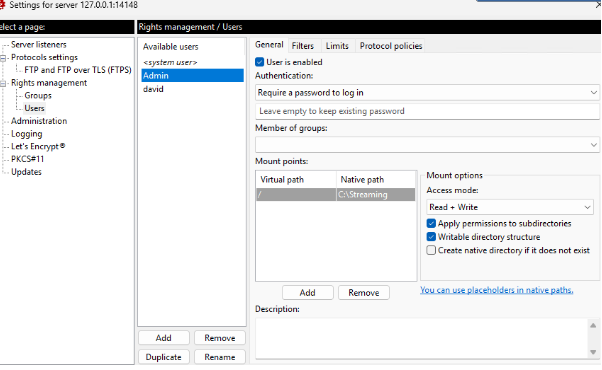 Settings for server 127.0.0.1:14148
elect a page:
Server listeners
Protocols settings
FTP and FTP over TLS (FTPS)
Rights management
Groups
Users
Administration
Logging
Let's Encrypt®
PKCS#11
Updates
Rights management / Users
Available users
<system user>
Admin
david
Add Remove
Duplicate Rename
General Filters Limits Protocol policies
User is enabled
Authentication:
Require a password to log in
Leave empty to keep existing password
Member of groups:
Mount points:
Virtual path Native path
/ C:\Streaming
Add Remove
Mount options
Access mode:
Read + Write
Apply permissions to subdirectories
Writable directory structure
Create native directory if it does not exist
You can use placeholders in native paths.
Description: